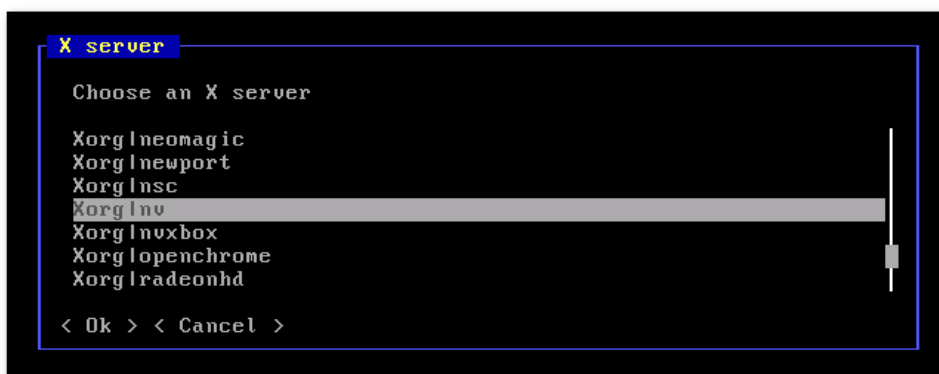 X server
Choose an X server
Xorg|neomagic
Xorg|newport
Xorg|nsc
Xorg|nv
Xorg|nvxbox
Xorg|openchrome
Xorg|radeonhd
< Ok > < Cancel >